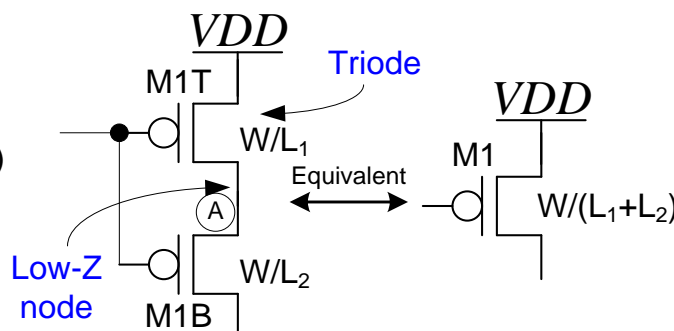 VDD
M1T
Triode
W/L₁
)
A
Low-Z
node
M1B
W/L₂
Equivalent
VDD
M1
W/(L₁+L₂)